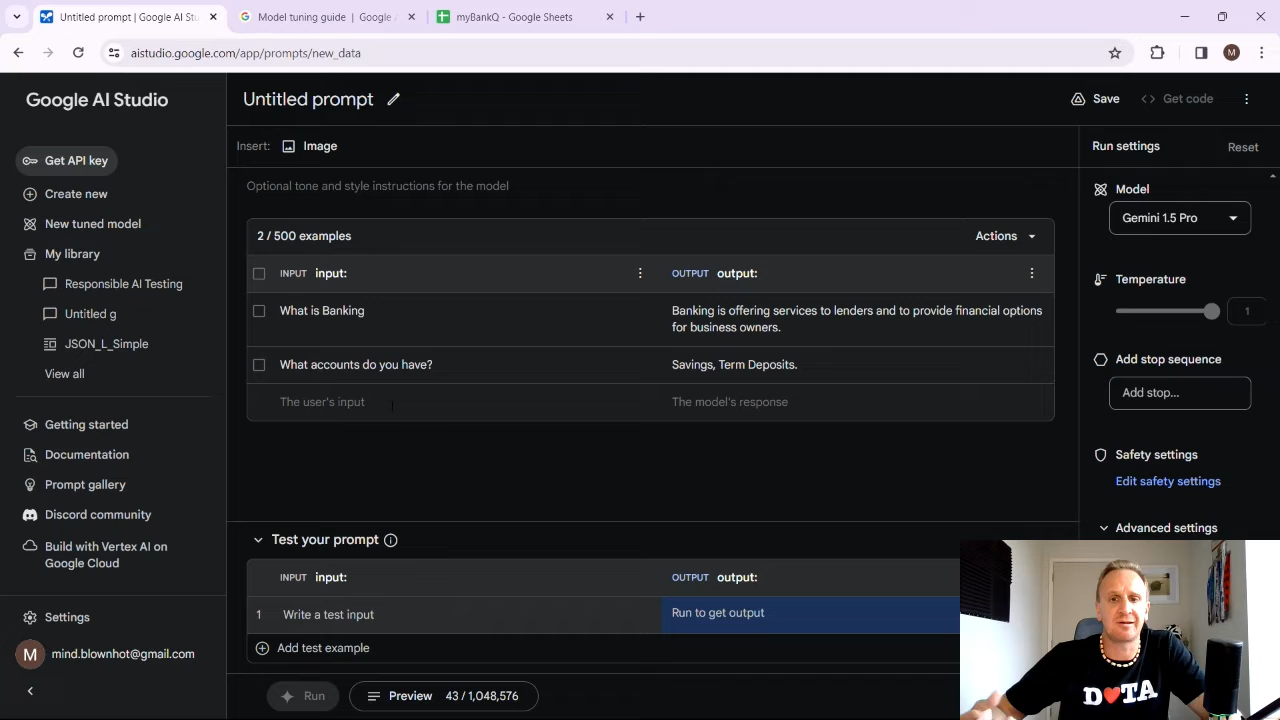 Untitled prompt | Google AI Stu
Model tuning guide | Google A
myBankQ - Google Sheets
aistudio.google.com/app/prompts/new_data
M
Google AI Studio
Get API key
Create new
New tuned model
My library
Responsible AI Testing
Untitled g
JSON_L_Simple
View all
Getting started
Documentation
Prompt gallery
Discord community
Build with Vertex AI on
Google Cloud
Settings
M mind.blownhot@gmail.com
Untitled prompt
Save
Get code
Insert: Image
Optional tone and style instructions for the model
2 / 500 examples
Actions
INPUT input:
OUTPUT output:
What is Banking
Banking is offering services to lenders and to provide financial options
for business owners.
What accounts do you have?
Savings, Term Deposits.
The user's input
The model's response
Test your prompt
INPUT input:
OUTPUT output:
1 Write a test input
Run to get output
Add test example
Run
Preview 43 / 1,048,576
Run settings
Reset
Model
Gemini 1.5 Pro
Temperature
1
Add stop sequence
Add stop...
Safety settings
Edit safety settings
Advanced settings
D♥TA